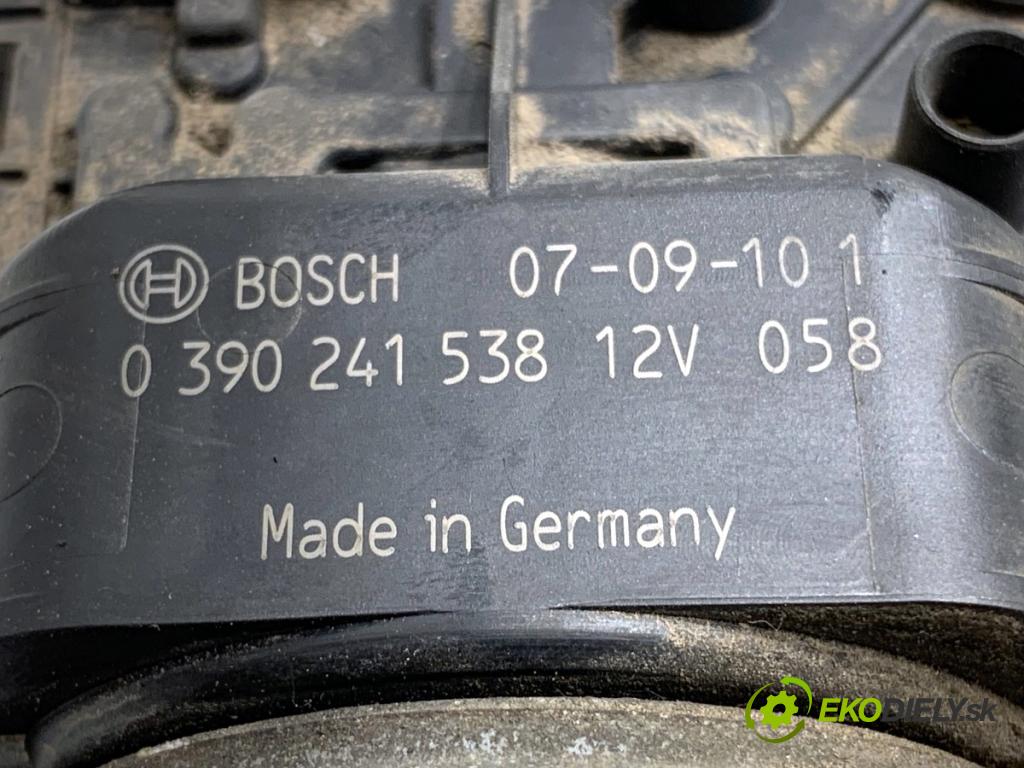 BOSCH 07-09-10 1
0 390 241 538 12V 058
Made in Germany
EKODIELY.sk